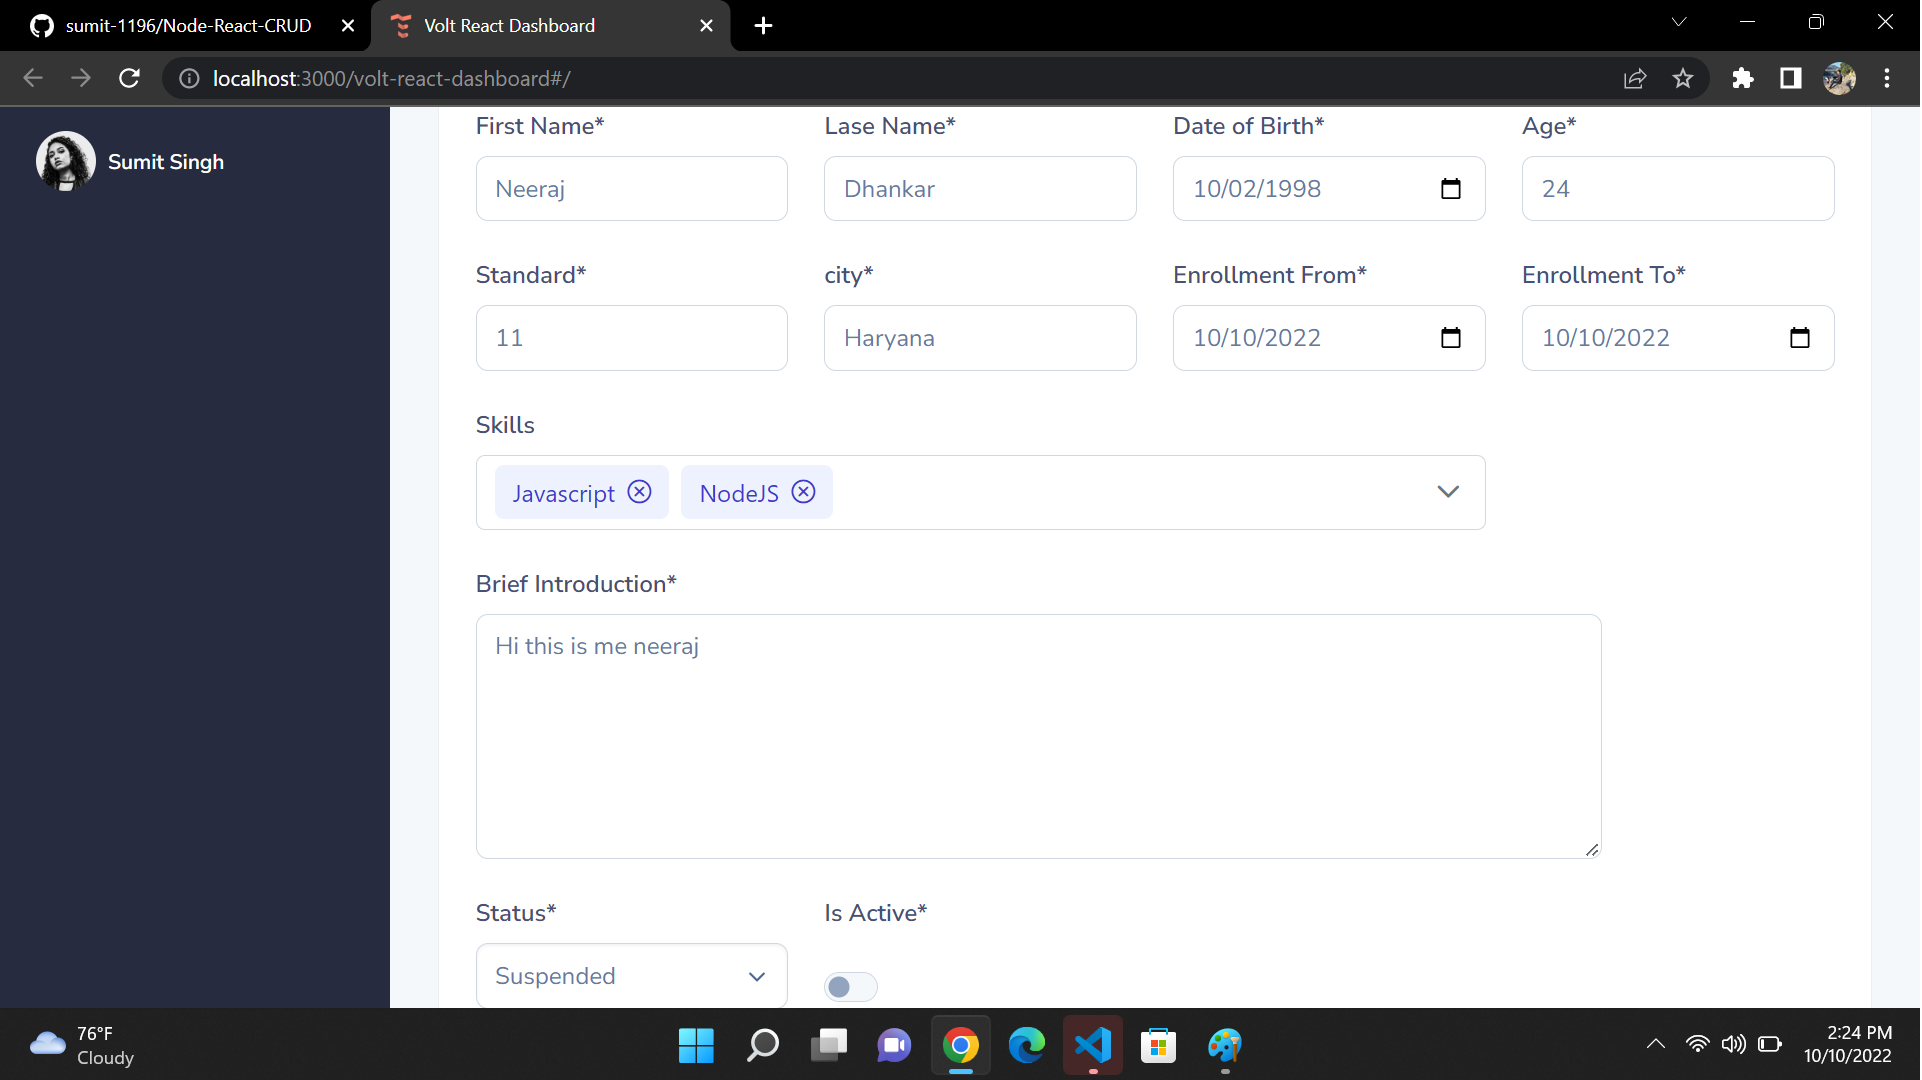 sumit-1196/Node-React-CRUD
Volt React Dashboard
localhost:3000/volt-react-dashboard#/
Sumit Singh
First Name* Lase Name* Date of Birth* Age*
Neeraj Dhankar 10/02/1998 24
Standard* city* Enrollment From* Enrollment To*
11 Haryana 10/10/2022 10/10/2022
Skills
Javascript NodeJS
Brief Introduction*
Hi this is me neeraj
Status* Is Active*
Suspended
76°F
Cloudy
2:24 PM
10/10/2022